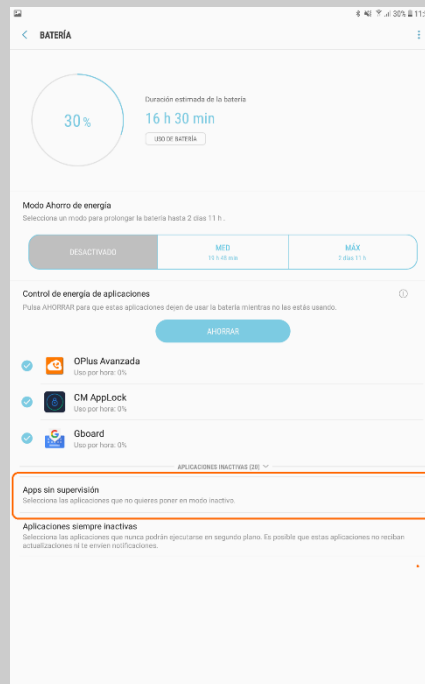 30% 11:5
BATERÍA
Duración estimada de la batería
30 %
16 h 30 min
USO DE BATERÍA
Modo Ahorro de energía
Selecciona un modo para prolongar la batería hasta 2 días 11 h .
DESACTIVADO
MED
MÁX
2 días 11 h
Control de energía de aplicaciones
Pulsa AHORRAR para que estas aplicaciones dejen de usar la batería mientras no las estás usando.
AHORRAR
OPlus Avanzada
Uso por hora: 0%
CM AppLock
Uso por hora: 0%
Gboard
Uso por hora: 0%
APLICACIONES INACTIVAS (20)
Apps sin supervisión
Selecciona las aplicaciones que no quieres poner en modo inactivo.
Aplicaciones siempre inactivas
Selecciona las aplicaciones que nunca podrán ejecutarse en segundo plano. Es posible que estas aplicaciones no reciban
actualizaciones ni te envíen notificaciones.